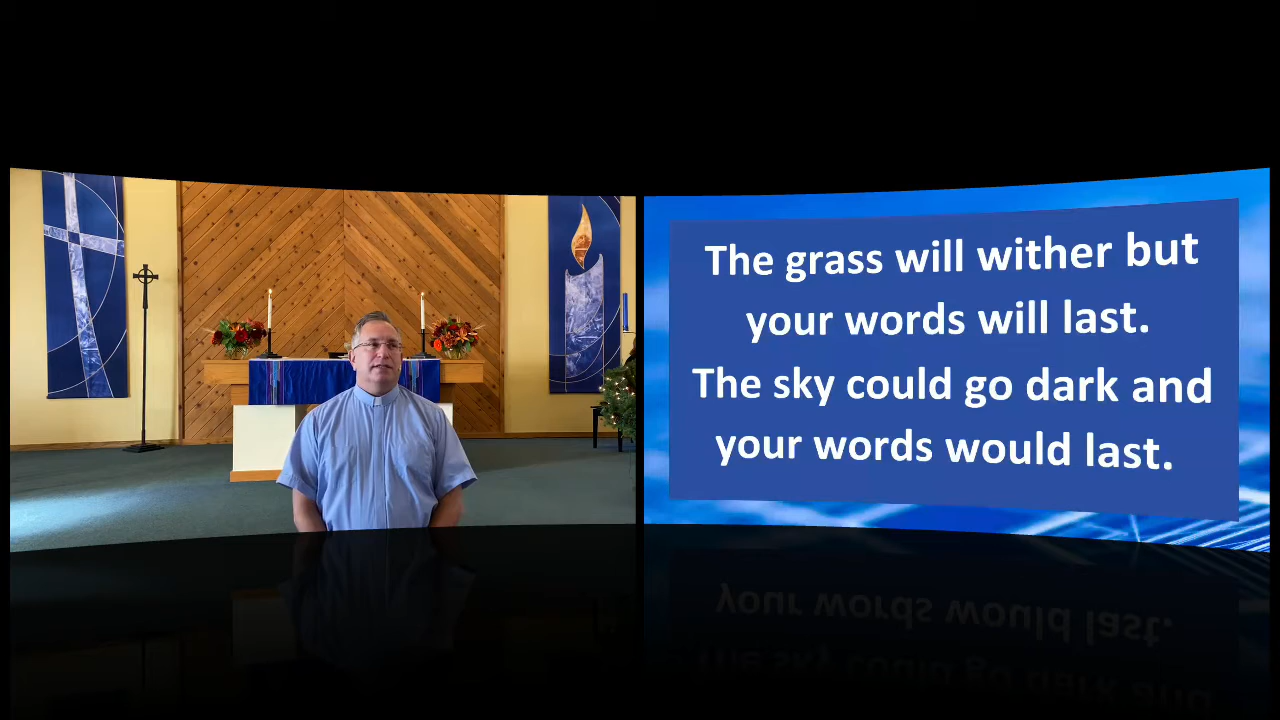 The grass will wither but
your words will last.
The sky could go dark and
your words would last.